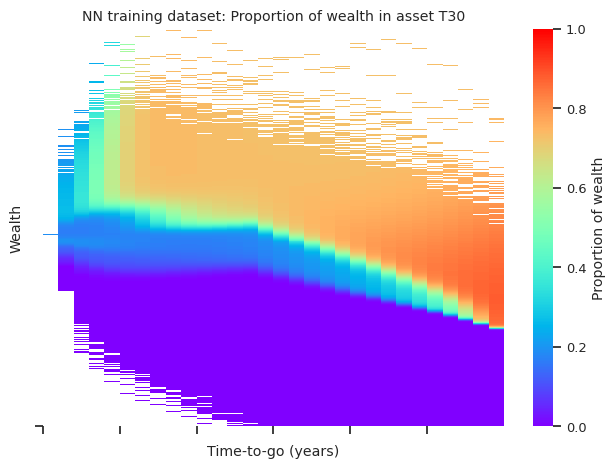 NN training dataset: Proportion of wealth in asset T30
Wealth
Time-to-go (years)
1.0
0.8
0.6
0.4
0.2
0.0
Proportion of wealth